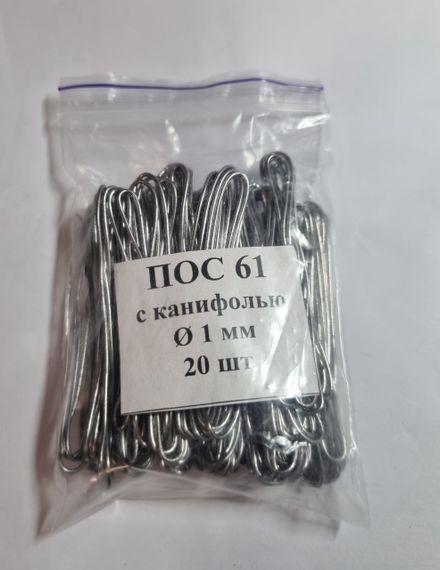 ПОС 61
с канифолью
Ø 1 мм
20 шт